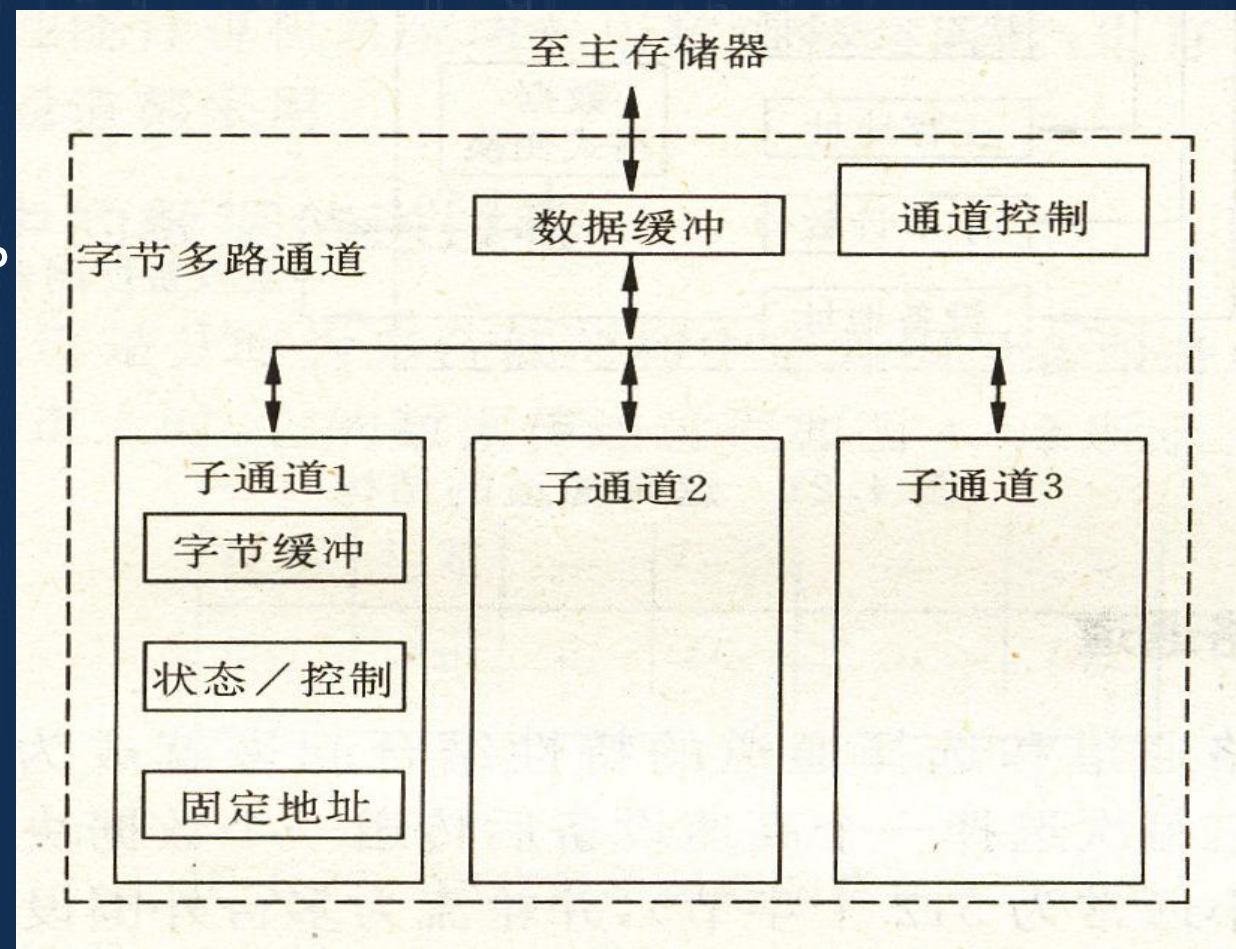 至主存储器
数据缓冲
通道控制
字节多路通道
子通道1
子通道2
子通道3
字节缓冲
状态／控制
固定地址